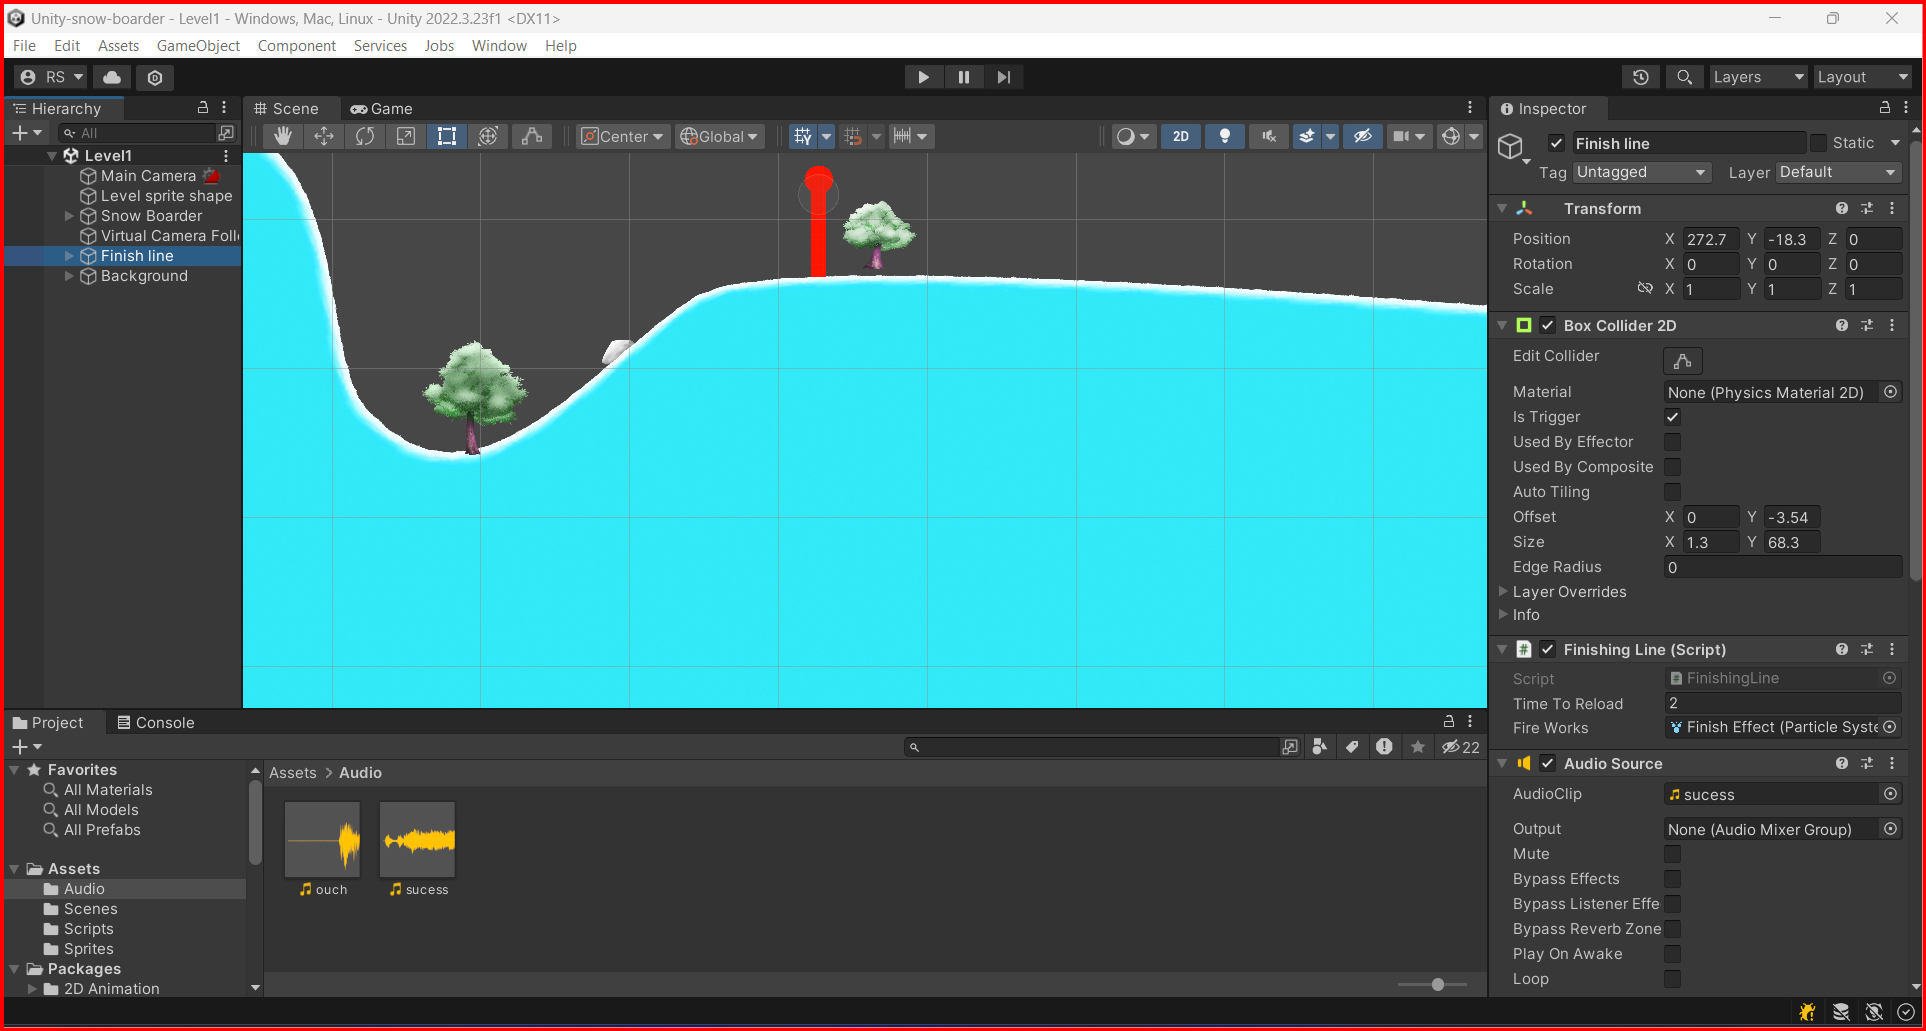 Unity-snow-boarder - Level1 - Windows, Mac, Linux - Unity 2022.3.23f1 <DX11>
File Edit Assets GameObject Component Services Jobs Window Help
RS Layers Layout
Hierarchy
All
Level1
Main Camera
Level sprite shape
Snow Boarder
Virtual Camera Foll
Finish line
Background
Scene Game
Center Global 2D
Inspector
Finish line Static
Tag Untagged Layer Default
Transform
Position X 272.7 Y -18.3 Z 0
Rotation X 0 Y 0 Z 0
Scale X 1 Y 1 Z 1
Box Collider 2D
Edit Collider
Material None (Physics Material 2D)
Is Trigger
Used By Effector
Used By Composite
Auto Tiling
Offset X 0 Y -3.54
Size X 1.3 Y 68.3
Edge Radius 0
Layer Overrides
Info
Finishing Line (Script)
Script FinishingLine
Time To Reload 2
Fire Works Finish Effect (Particle Syste
Audio Source
AudioClip sucess
Output None (Audio Mixer Group)
Mute
Bypass Effects
Bypass Listener Effe
Bypass Reverb Zone
Play On Awake
Loop
Project Console
22
Favorites
All Materials
All Models
All Prefabs
Assets
Audio
Scenes
Scripts
Sprites
Packages
2D Animation
Assets > Audio
ouch sucess